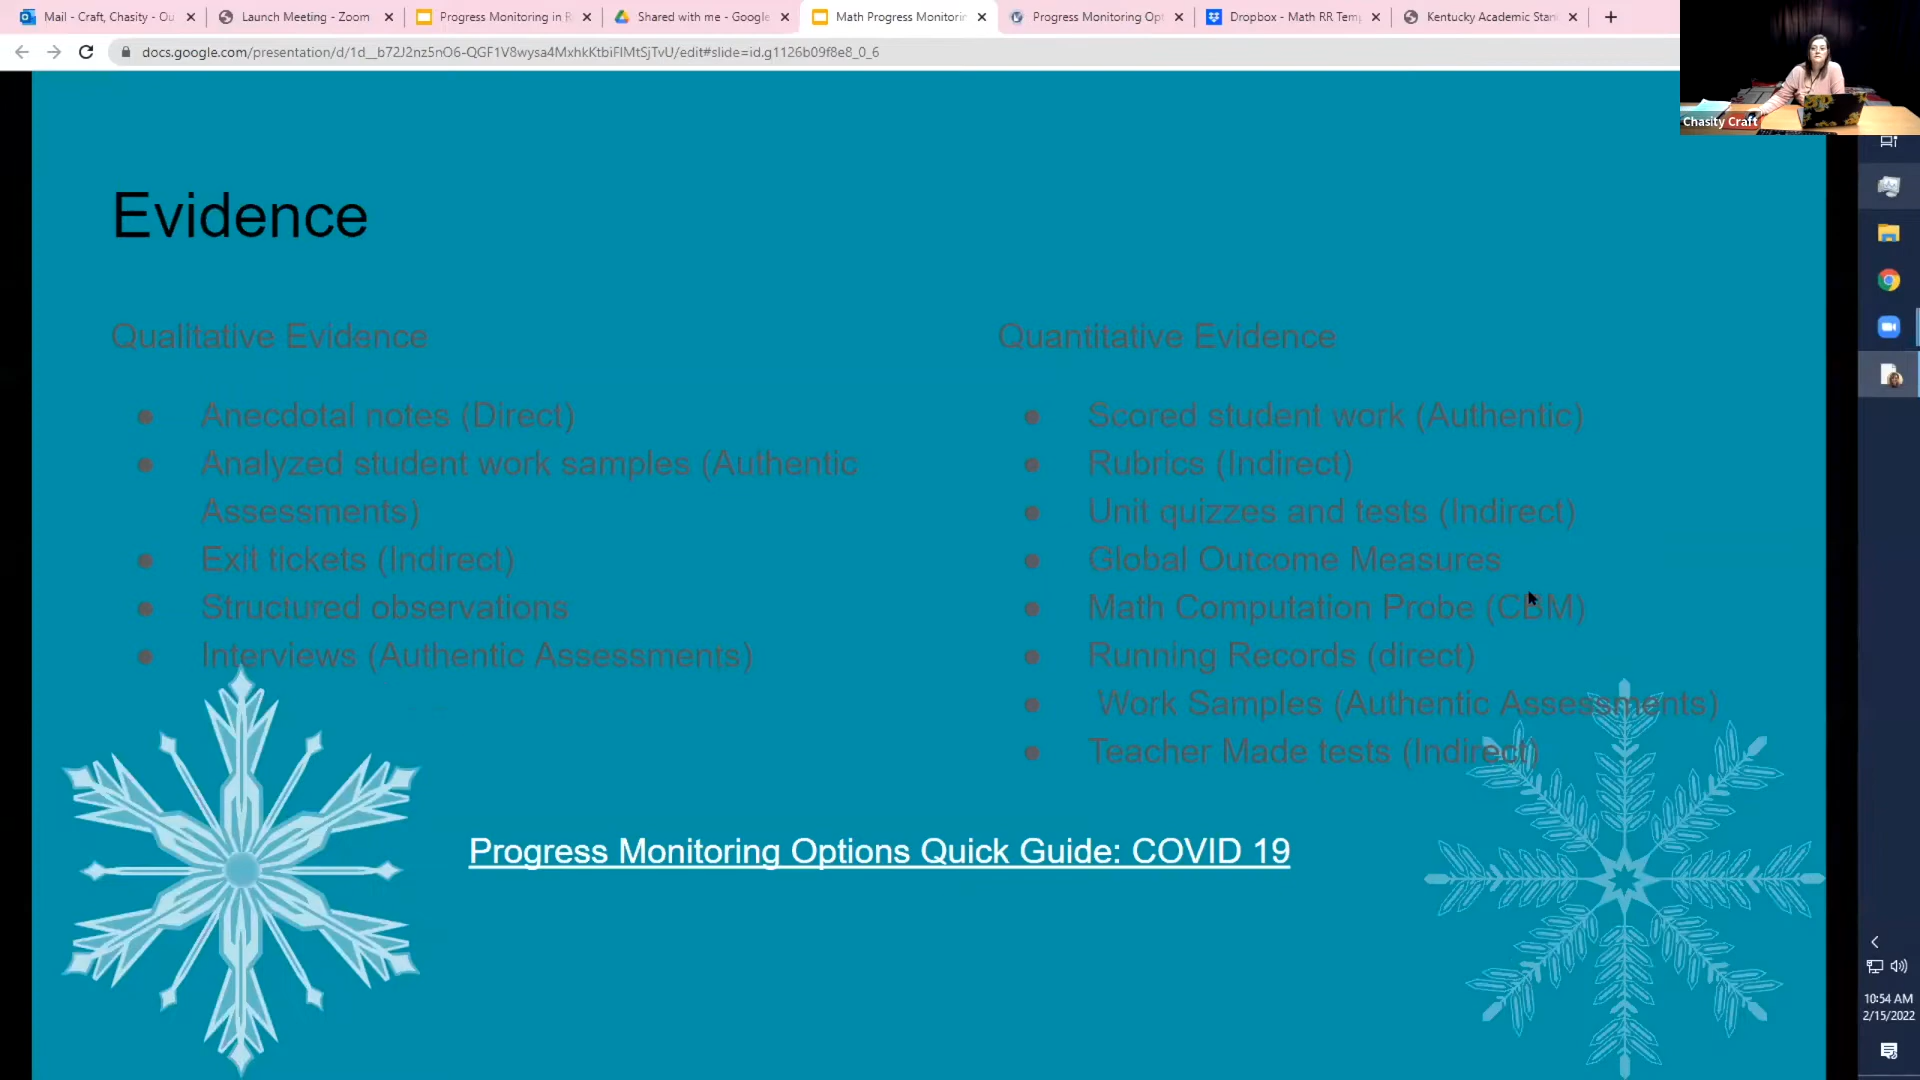 Mail - Craft, Chasity - Ou
Launch Meeting - Zoom
Progress Monitoring in R
Shared with me - Google
Math Progress Monitorin
Progress Monitoring Opt
Dropbox - Math RR Temp
Kentucky Academic Stan
docs.google.com/presentation/d/1d__b72J2nz5nO6-QGF1V8wysa4MxhkKtbiFIMtSjTvU/edit#slide=id.g1126b09f8e8_0_6
Chasity Craft
Evidence
Qualitative Evidence
Anecdotal notes (Direct)
Analyzed student work samples (Authentic
Assessments)
Exit tickets (Indirect)
Structured observations
Interviews (Authentic Assessments)
Quantitative Evidence
Scored student work (Authentic)
Rubrics (Indirect)
Unit quizzes and tests (Indirect)
Global Outcome Measures
Math Computation Probe (CBM)
Running Records (direct)
Work Samples (Authentic Assessments)
Teacher Made tests (Indirect)
Progress Monitoring Options Quick Guide: COVID 19
10:54 AM
2/15/2022